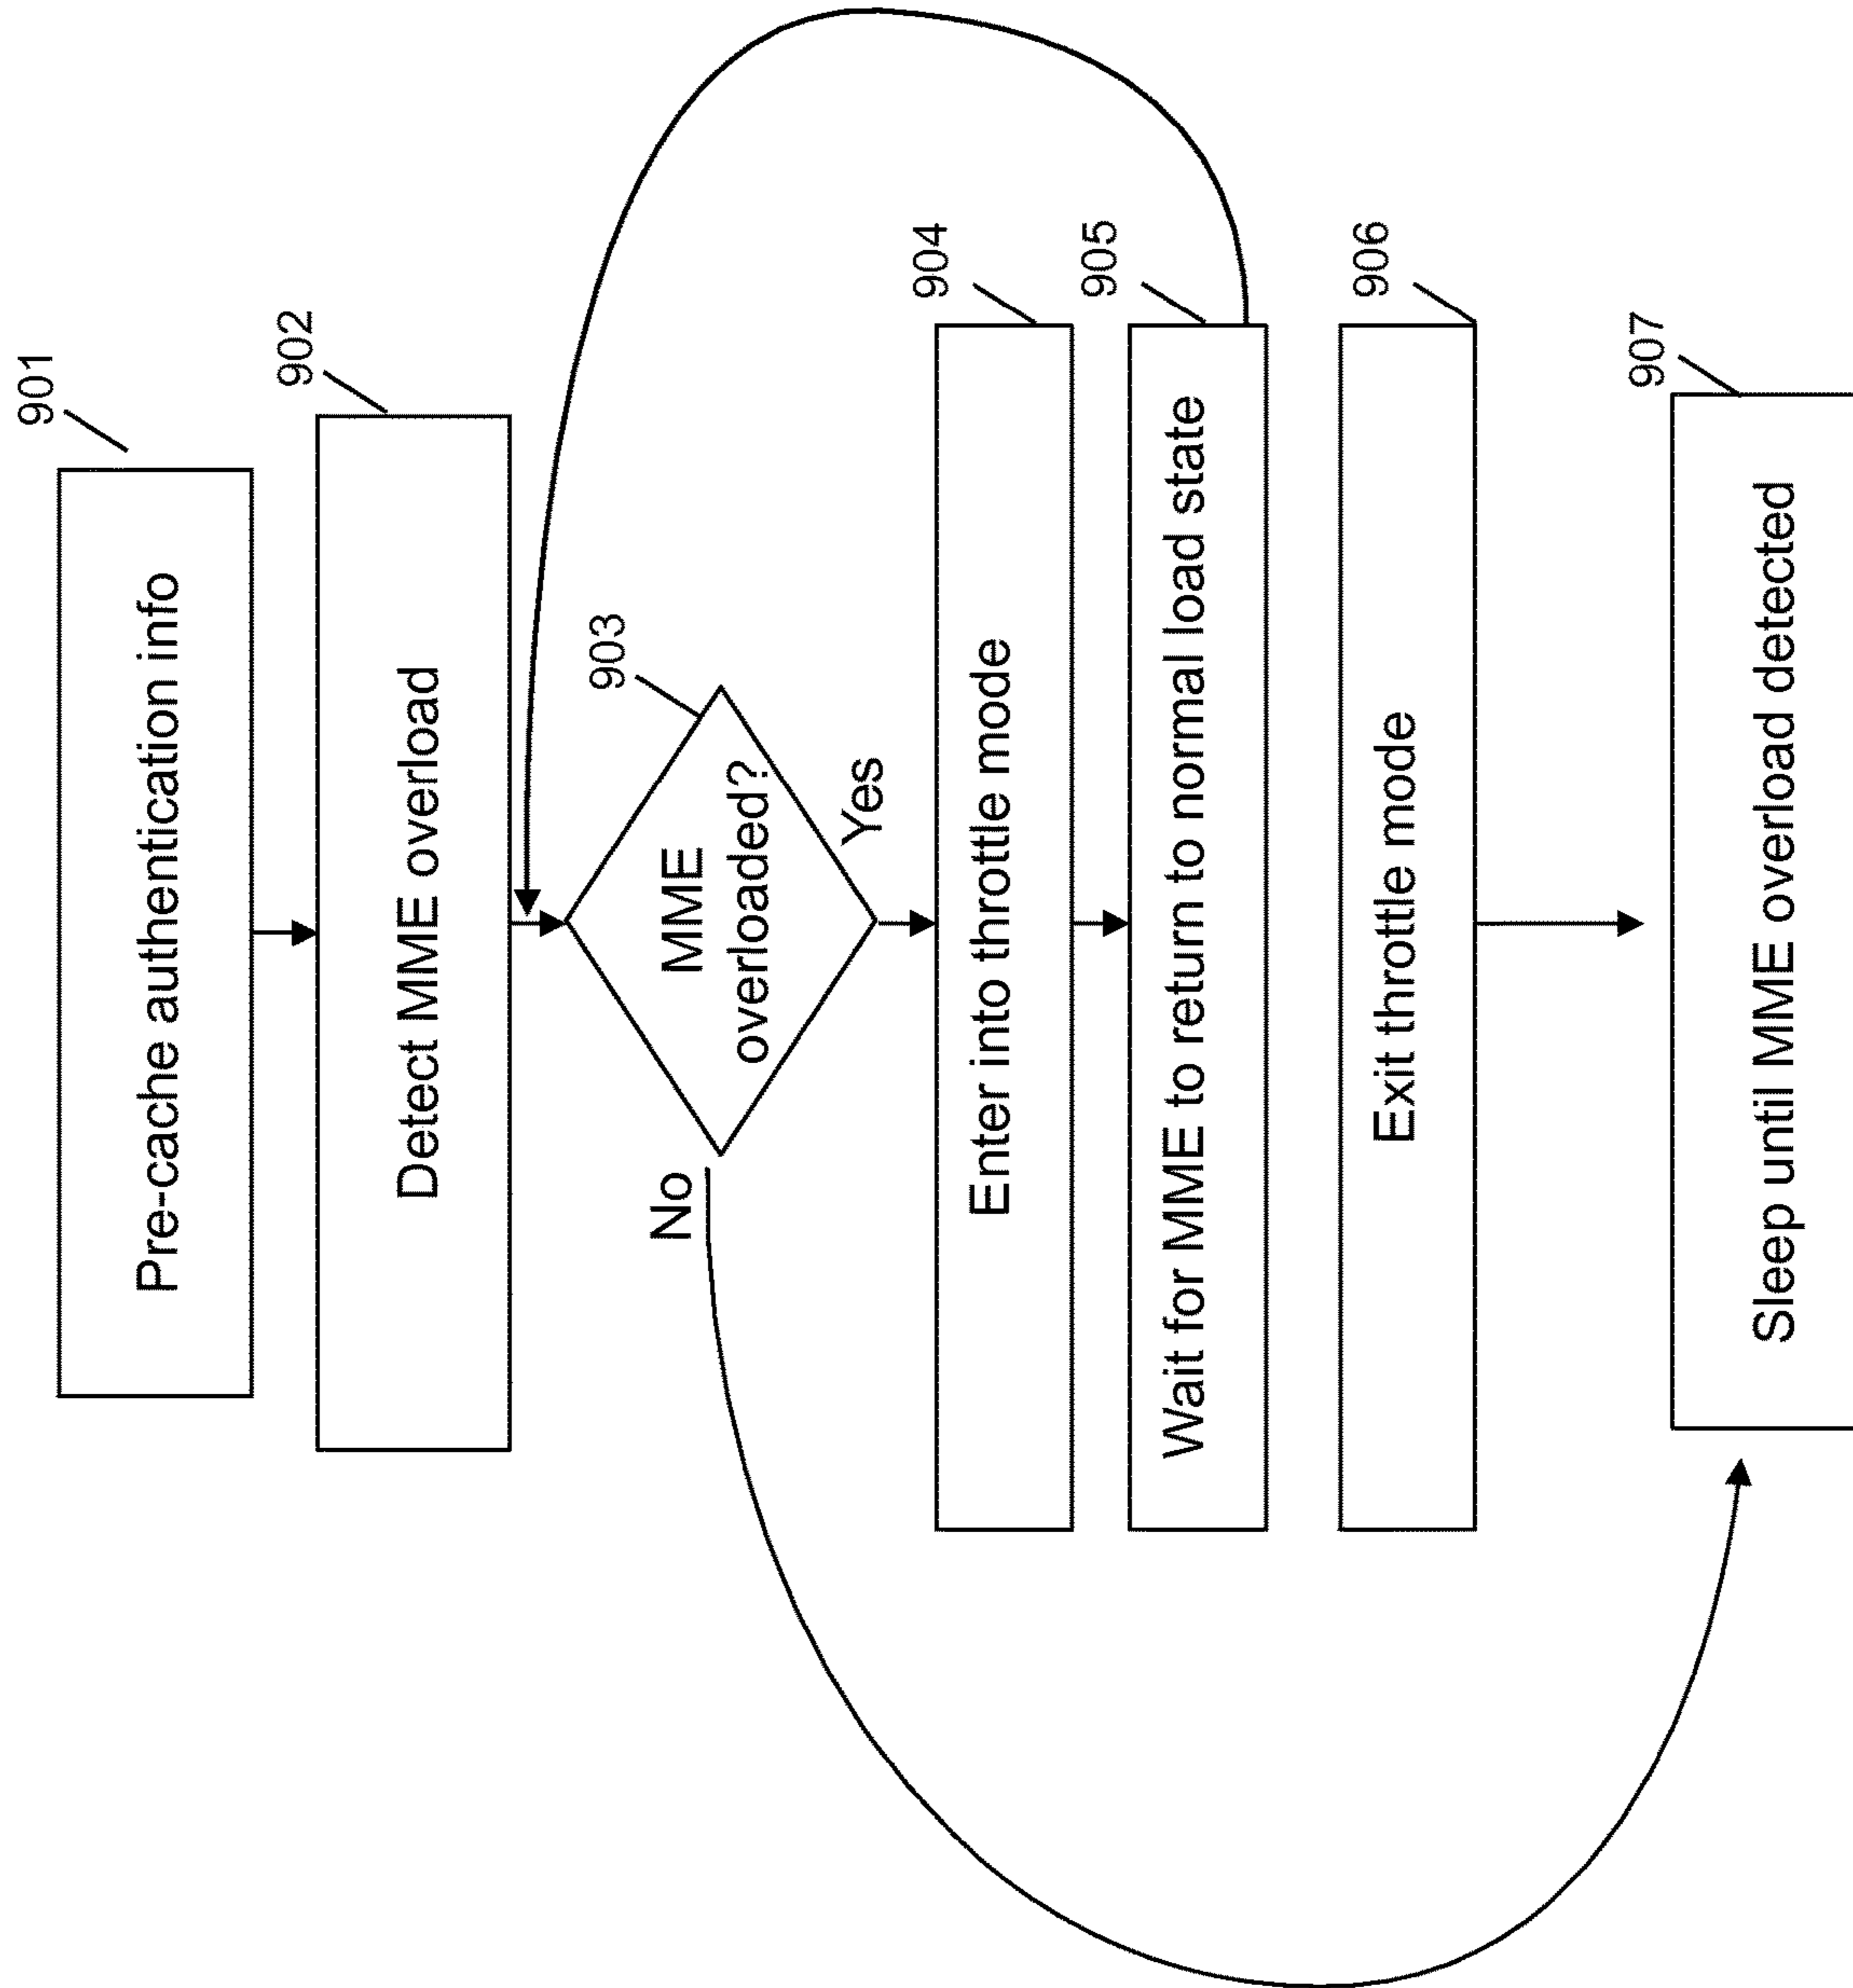 901
Pre-cache authentication info
902
Detect MME overload
903
MME
overloaded?
No
Yes
904
Enter into throttle mode
905
Wait for MME to return to normal load state
906
Exit throttle mode
907
Sleep until MME overload detected